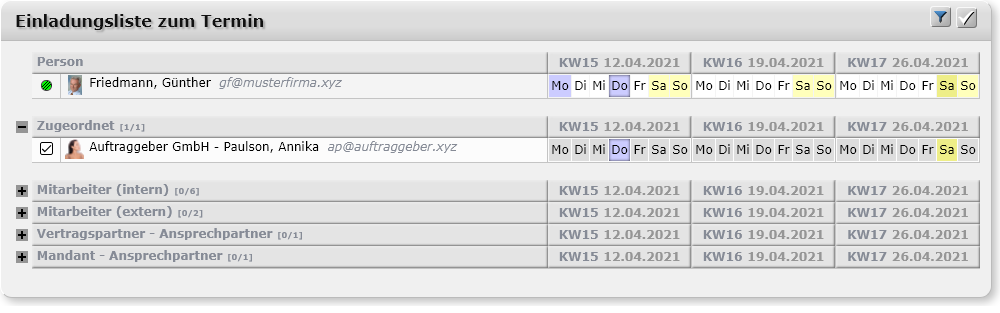 Einladungsliste zum Termin
Person KW15 12.04.2021 KW16 19.04.2021 KW17 26.04.2021
Friedmann, Günther gf@musterfirma.xyz Mo Di Mi Do Fr Sa So Mo Di Mi Do Fr Sa So Mo Di Mi Do Fr Sa So
Zugeordnet [1/1] KW15 12.04.2021 KW16 19.04.2021 KW17 26.04.2021
Auftraggeber GmbH - Paulson, Annika ap@auftraggeber.xyz Mo Di Mi Do Fr Sa So Mo Di Mi Do Fr Sa So Mo Di Mi Do Fr Sa So
Mitarbeiter (intern) [0/6] KW15 12.04.2021 KW16 19.04.2021 KW17 26.04.2021
Mitarbeiter (extern) [0/2] KW15 12.04.2021 KW16 19.04.2021 KW17 26.04.2021
Vertragspartner - Ansprechpartner [0/1] KW15 12.04.2021 KW16 19.04.2021 KW17 26.04.2021
Mandant - Ansprechpartner [0/1] KW15 12.04.2021 KW16 19.04.2021 KW17 26.04.2021